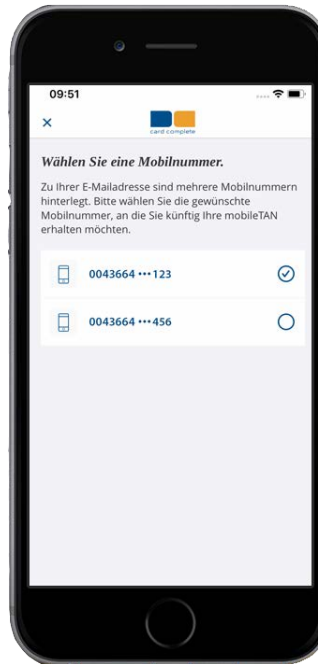 09:51
card complete
Wählen Sie eine Mobilnummer.
Zu Ihrer E-Mailadresse sind mehrere Mobilnummern
hinterlegt. Bitte wählen Sie die gewünschte
Mobilnummer, an die Sie künftig Ihre mobileTAN
erhalten möchten.
0043664 ···123
0043664 ···456